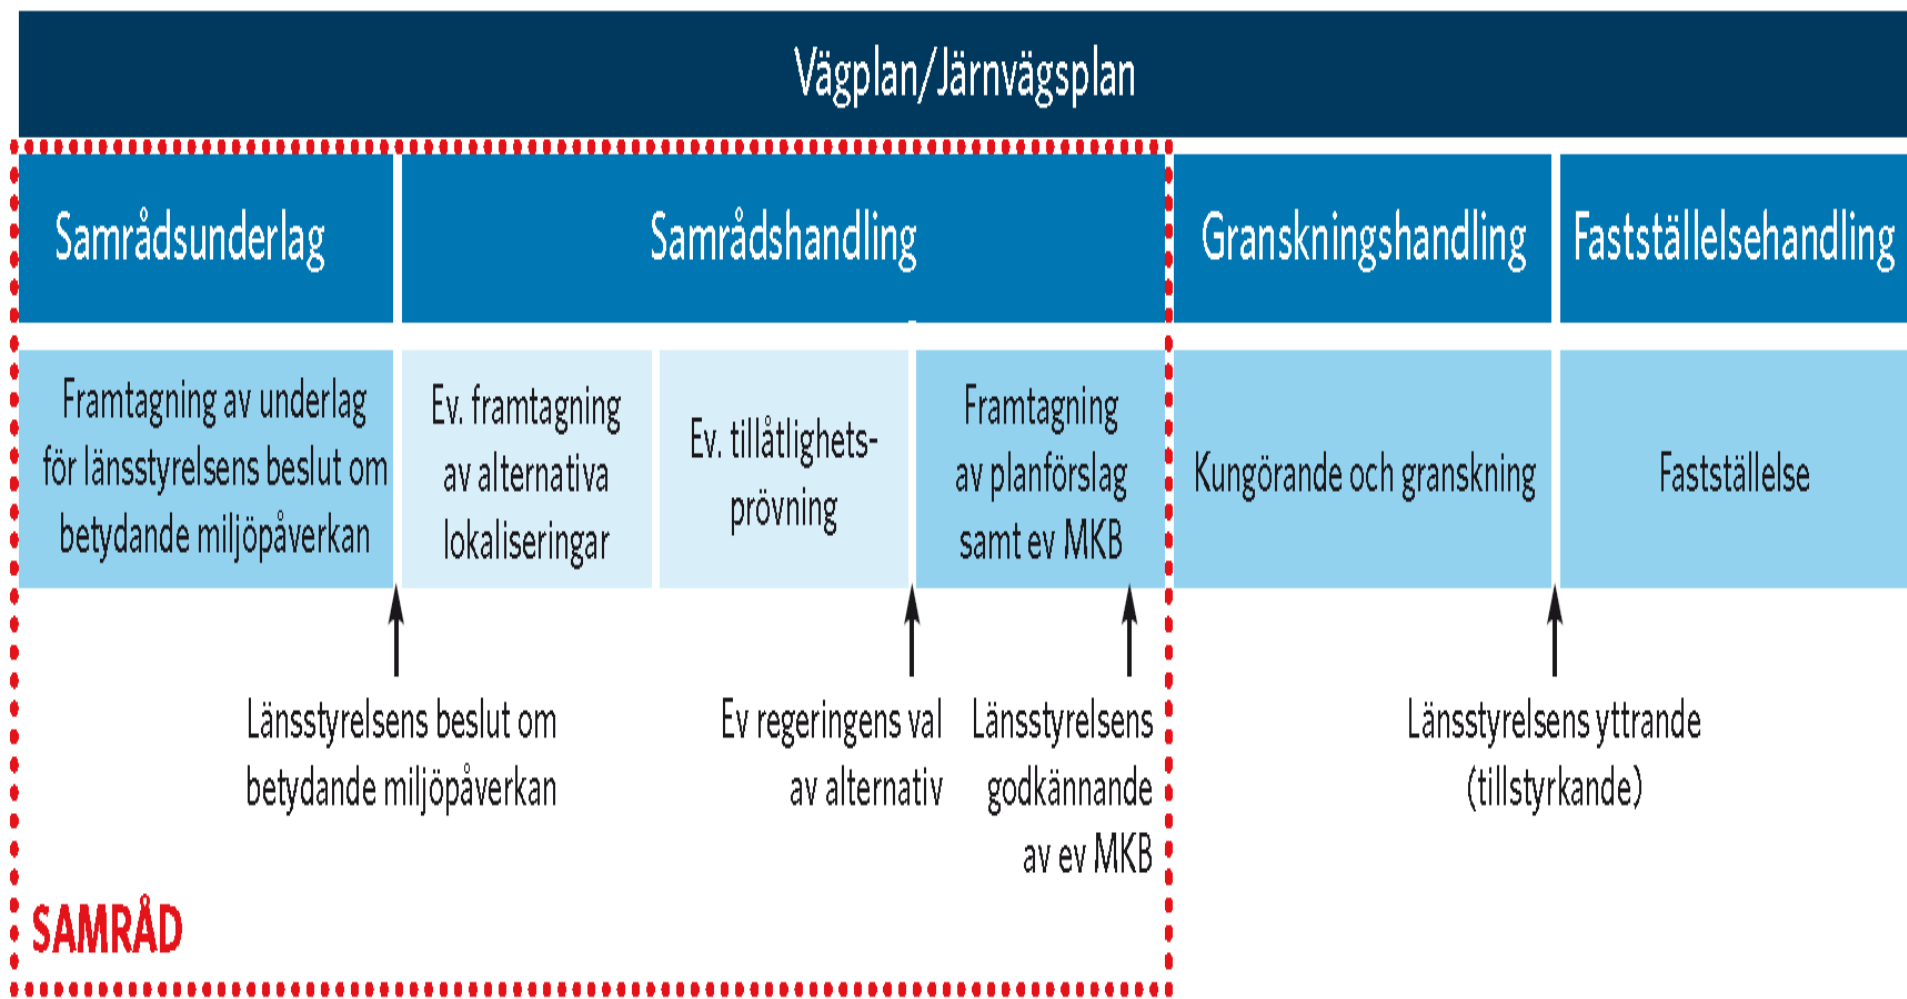 Vägplan/Järnvägsplan
Samrådsunderlag
Samrådshandling
Granskningshandling
Fastställelsehandling
Framtagning av underlag
för länsstyrelsens beslut om
betydande miljöpåverkan
Ev. framtagning
av alternativa
lokaliseringar
Ev. tillåtlighets-
prövning
Framtagning
av planförslag
samt ev MKB
Kungörande och granskning
Fastställelse
Länsstyrelsens beslut om
betydande miljöpåverkan
Ev regeringens val
av alternativ
Länsstyrelsens
godkännande
av ev MKB
Länsstyrelsens yttrande
(tillstyrkande)
SAMRÅD